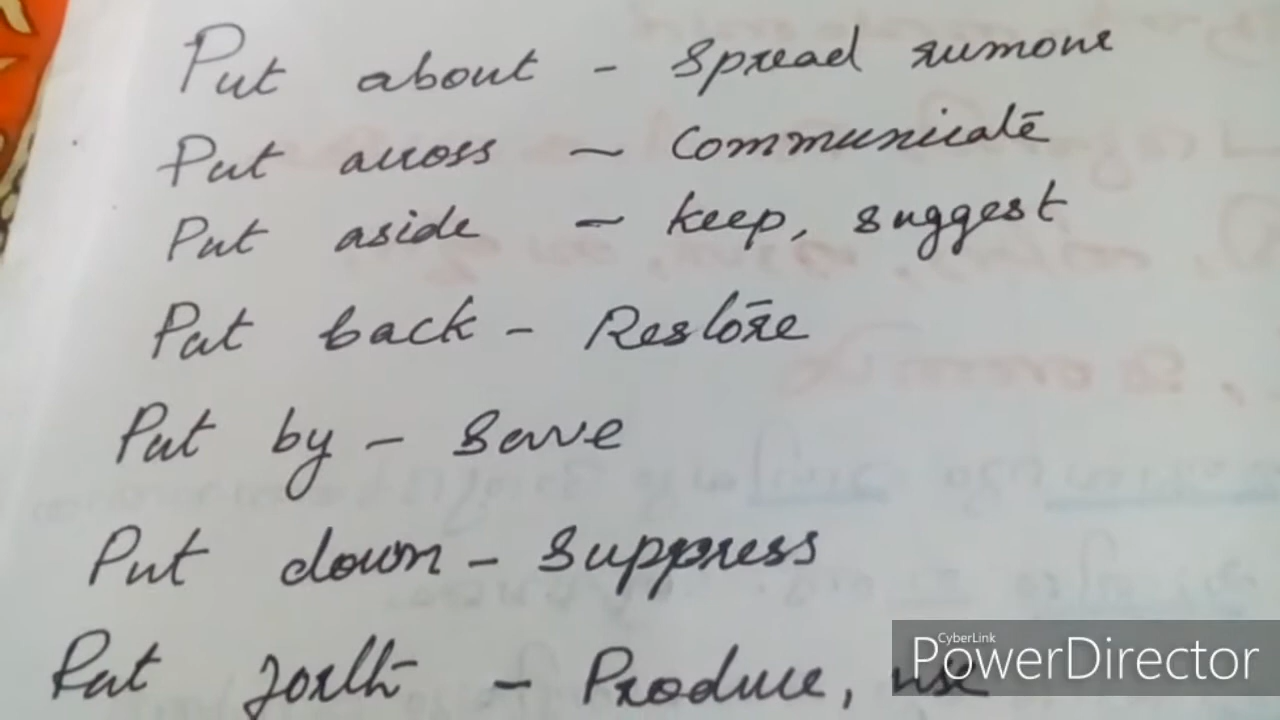 Put about - Spread rumour
Put across - Communicate
Put aside - keep, suggest
Put back - Restore
Put by - Save
Put down - Suppress
Put forth - Produce, use
CyberLink
PowerDirector